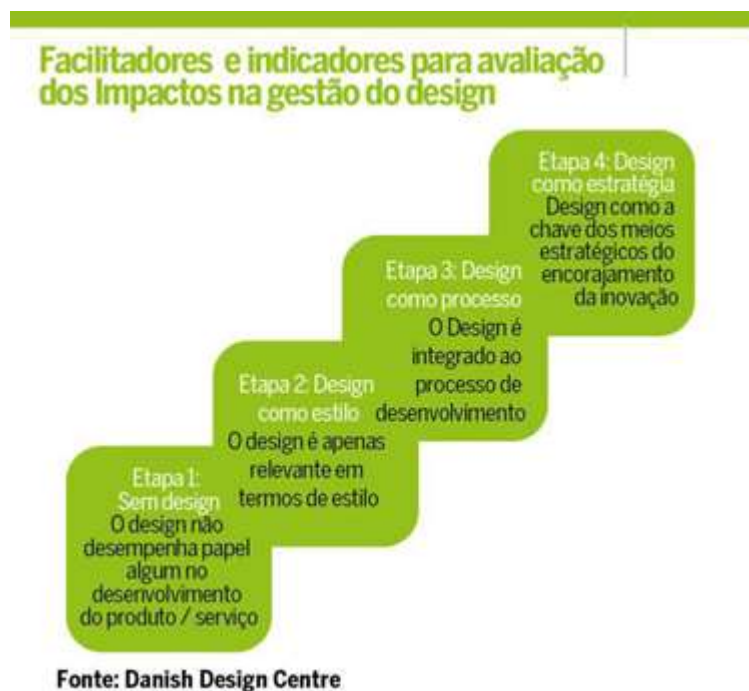 Facilitadores e indicadores para avaliação
dos Impactos na gestão do design
Etapa 4: Design
como estratégia
Design como a
chave dos meios
estratégicos do
encorajamento
da inovação
Etapa 3: Design
como processo
O Design é
integrado ao
processo de
desenvolvimento
Etapa 2: Design
como estilo
O design é apenas
relevante em
termos de estilo
Etapa 1:
Sem design
O design não
desempenha papel
algum no
desenvolvimento
do produto / serviço
Fonte: Danish Design Centre